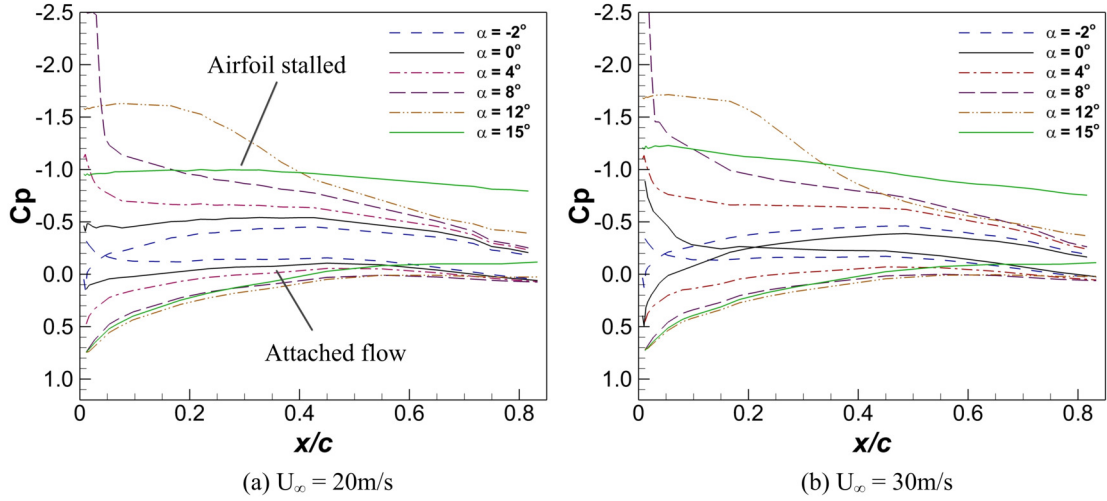 -2.5
-2.0
-1.5
-1.0
-0.5
0.0
0.5
1.0
Cp
0
0.2
0.4
0.6
0.8
x/c
α = -2°
α = 0°
α = 4°
α = 8°
α = 12°
α = 15°
Airfoil stalled
Attached flow
(a) U∞ = 20m/s
-2.5
-2.0
-1.5
-1.0
-0.5
0.0
0.5
1.0
Cp
0
0.2
0.4
0.6
0.8
x/c
α = -2°
α = 0°
α = 4°
α = 8°
α = 12°
α = 15°
(b) U∞ = 30m/s